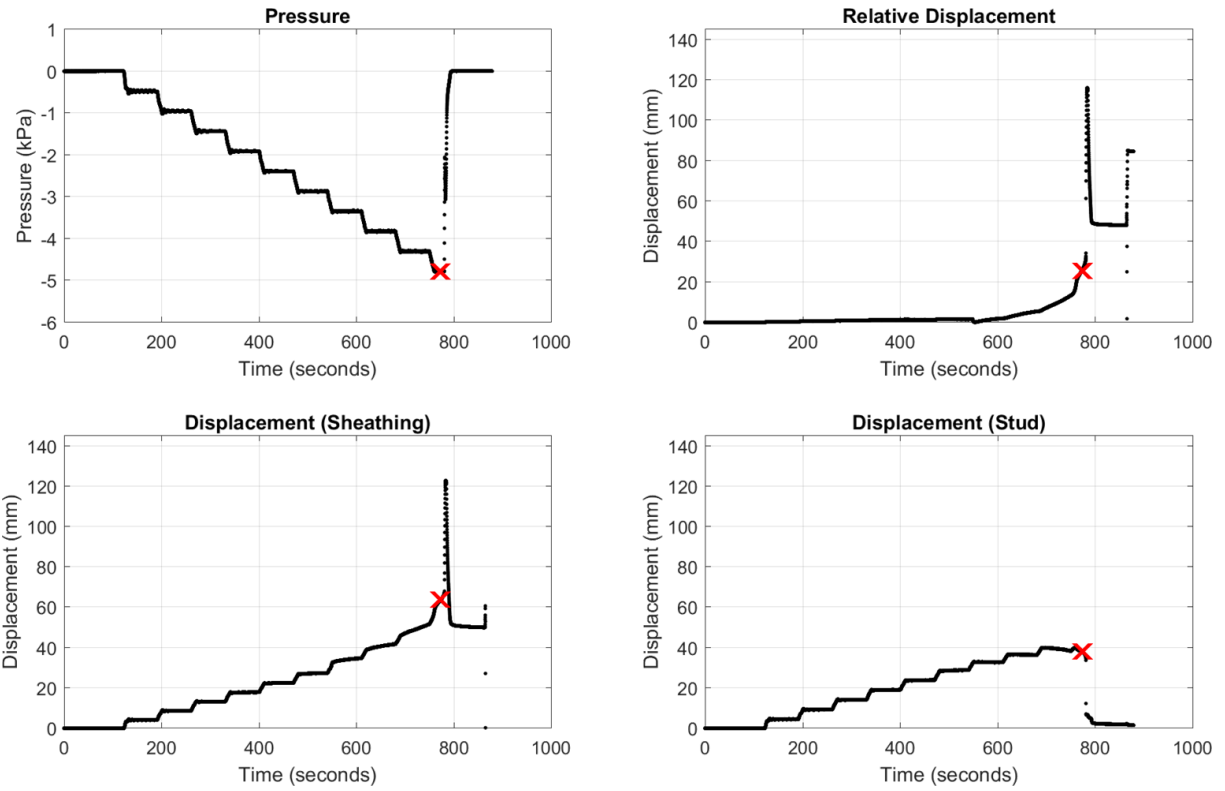 Pressure
1
0
-1
-2
-3
-4
-5
-6
Pressure (kPa)
0 200 400 600 800 1000
Time (seconds)
Relative Displacement
140
120
100
80
60
40
20
0
Displacement (mm)
0 200 400 600 800 1000
Time (seconds)
Displacement (Sheathing)
140
120
100
80
60
40
20
0
Displacement (mm)
0 200 400 600 800 1000
Time (seconds)
Displacement (Stud)
140
120
100
80
60
40
20
0
Displacement (mm)
0 200 400 600 800 1000
Time (seconds)